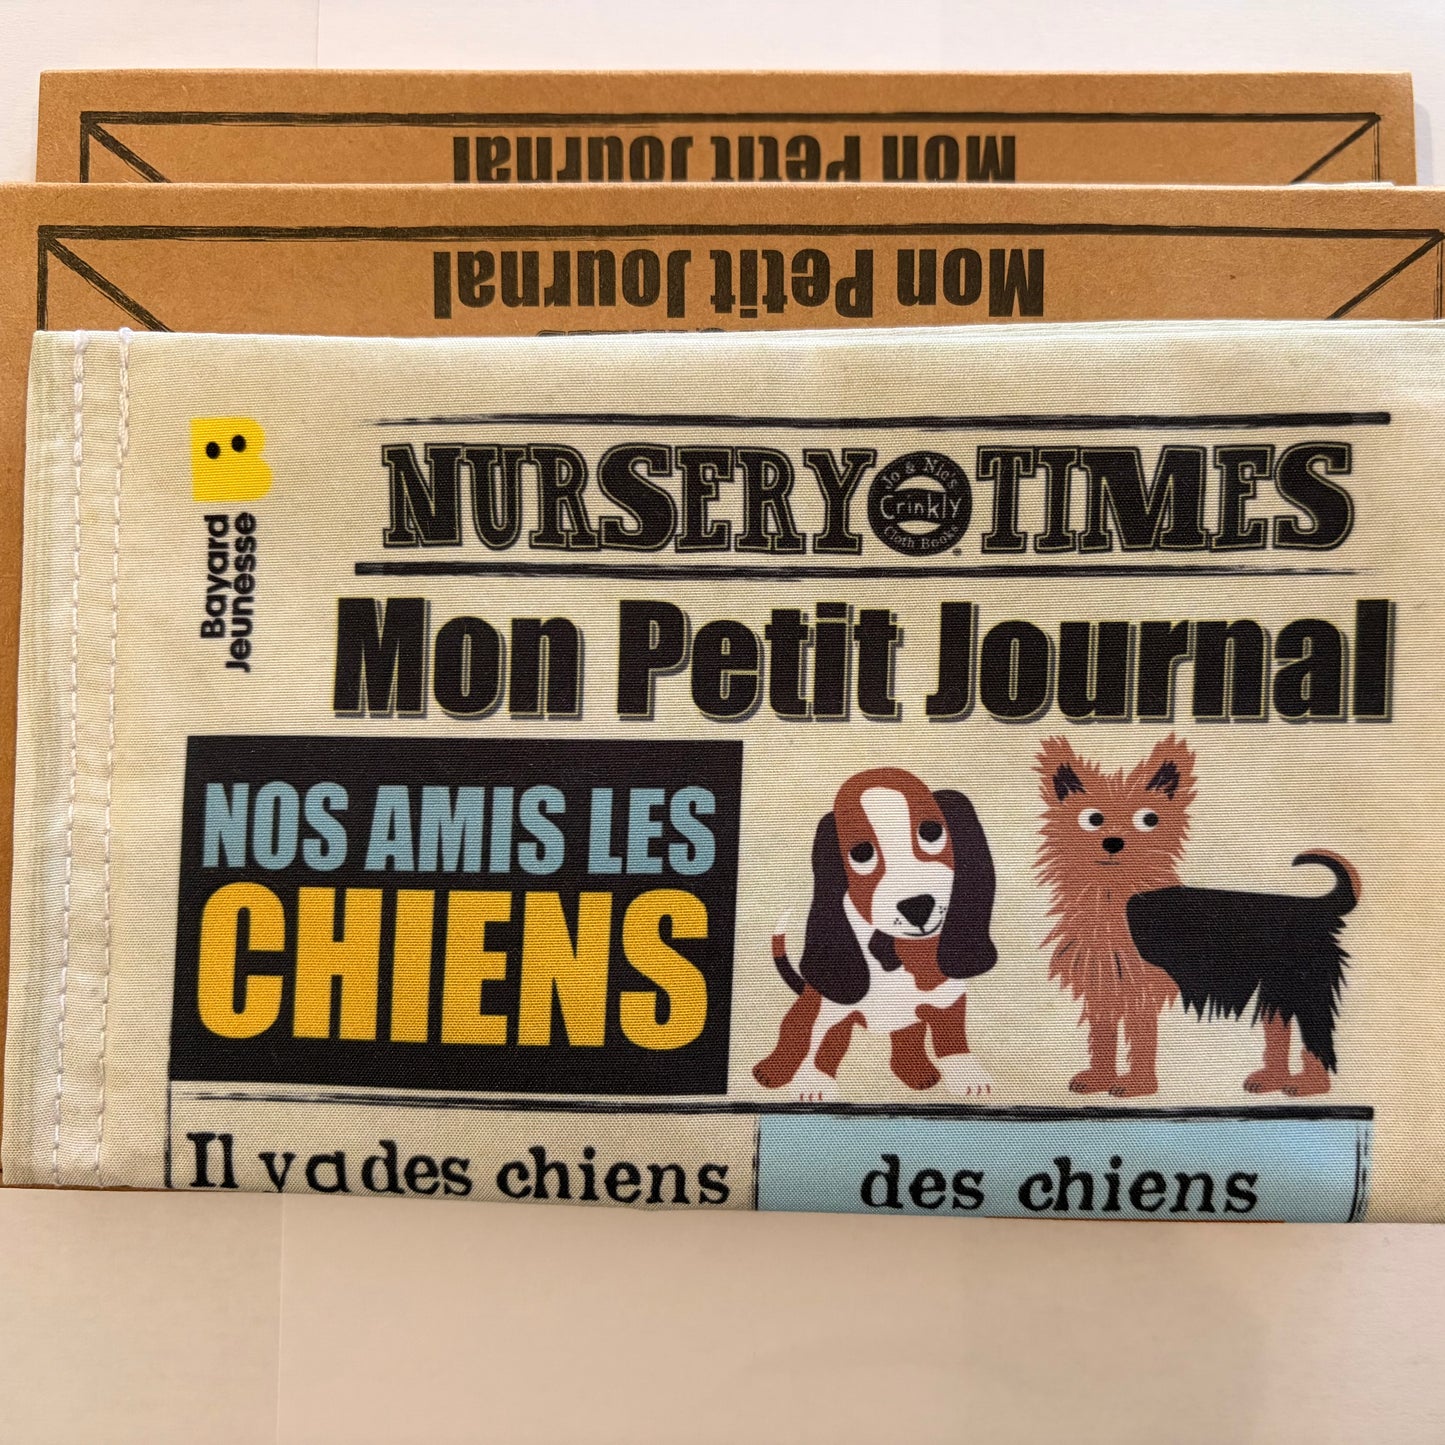 Mon Petit Journal
Mon Petit Journal
Bayard
Jeunesse
NURSERY TIMES
Jo & Nic's
Crinkly
Cloth Books
Mon Petit Journal
NOS AMIS LES
CHIENS
Il y a des chiens
des chiens